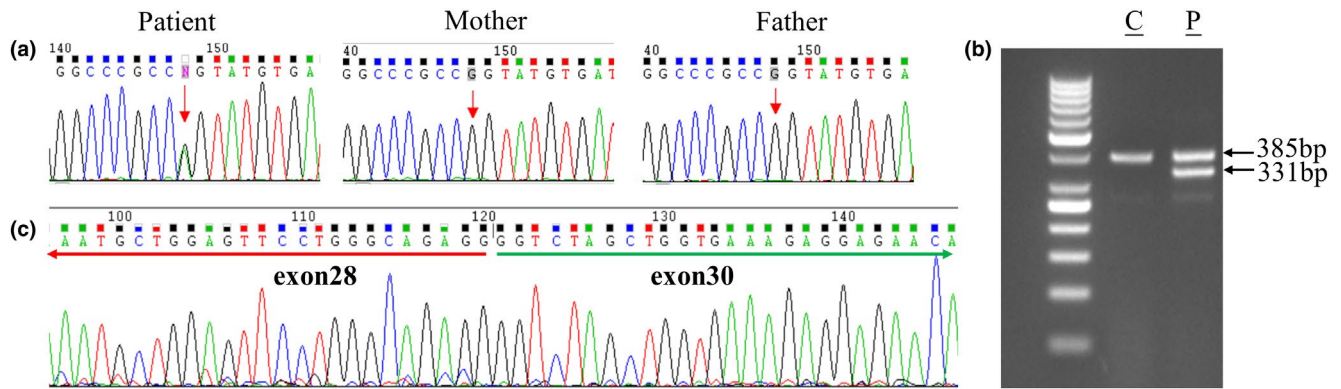 Patient Mother Father
(a)
140 150
G G C C C G C C N G T A T G T G A
40 150
G G C C C G C C G G T A T G T G A T
40 150
G G C C C G C C G G T A T G T G A
(b)
C P
385bp
331bp
(c)
100 110 120 130 140
A A T G C T G G A G T T C C T G G G C A G A G G G G T C T A G C T G G T G A A A G A G G A G A A C A
exon28 exon30